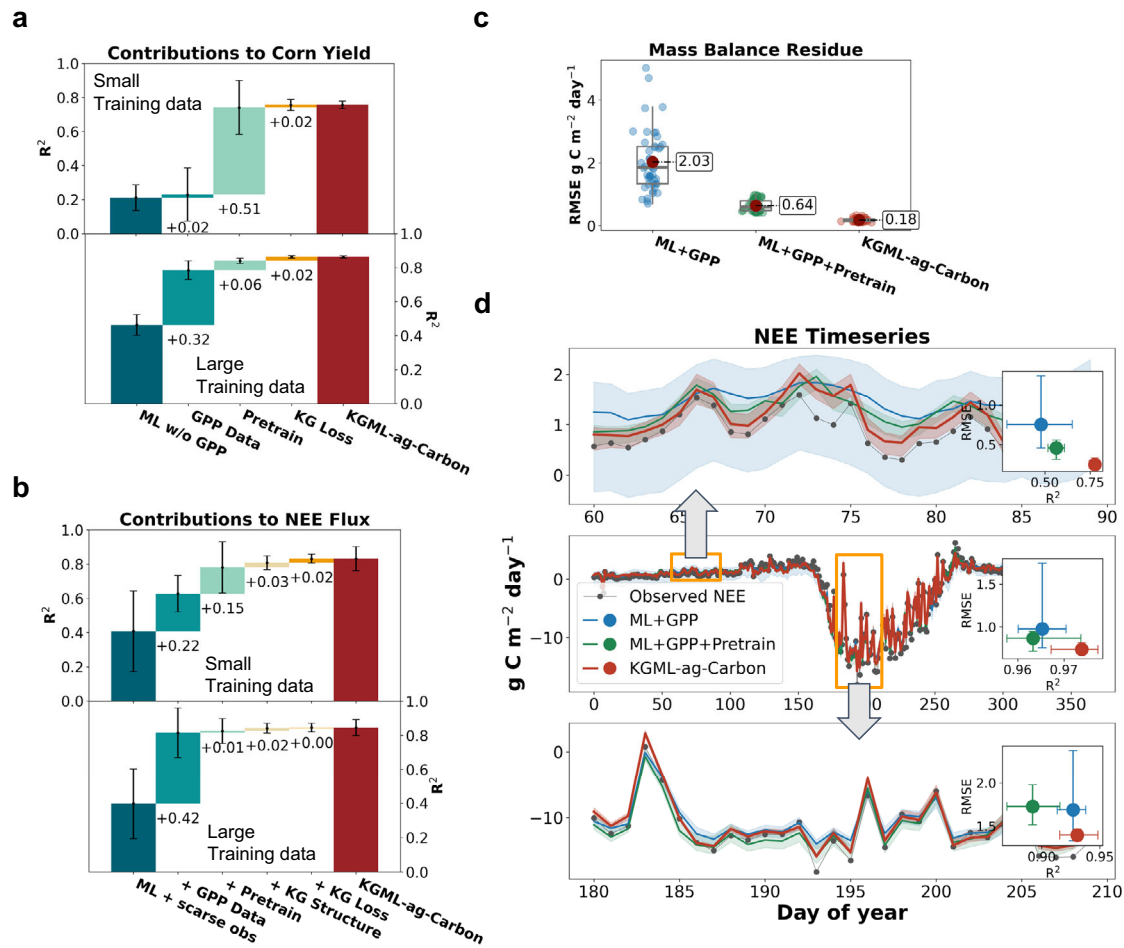 a
Contributions to Corn Yield
1.0
0.8
0.6
0.4
0.2
0.0
R²
Small
Training data
+0.02
+0.51
+0.02
1.0
0.8
0.6
0.4
0.2
0.0
R²
+0.32
+0.06
+0.02
Large
Training data
ML w/o GPP
GPP Data
Pretrain
KG Loss
KGML-ag-Carbon
b
Contributions to NEE Flux
1.0
0.8
0.6
0.4
0.2
0.0
R²
+0.22
+0.15
+0.03
+0.02
Small
Training data
1.0
0.8
0.6
0.4
0.2
0.0
R²
+0.42
+0.01
+0.02
+0.00
Large
Training data
ML + scarse obs
+ GPP Data
+ Pretrain
+ KG Structure
+ KG Loss
KGML-ag-Carbon
c
Mass Balance Residue
RMSE g C m⁻² day⁻¹
4
2
0
2.03
0.64
0.18
ML+GPP
ML+GPP+Pretrain
KGML-ag-Carbon
d
NEE Timeseries
2
1
0
60
65
70
75
80
85
90
RMSE
1.0
0.5
0.50
0.75
R²
g C m⁻² day⁻¹
0
−10
Observed NEE
ML+GPP
ML+GPP+Pretrain
KGML-ag-Carbon
0
50
100
150
250
300
350
RMSE
1.5
1.0
0.96
0.97
R²
0
−10
180
185
190
195
200
205
210
RMSE
2.0
1.5
0.90
0.95
R²
Day of year